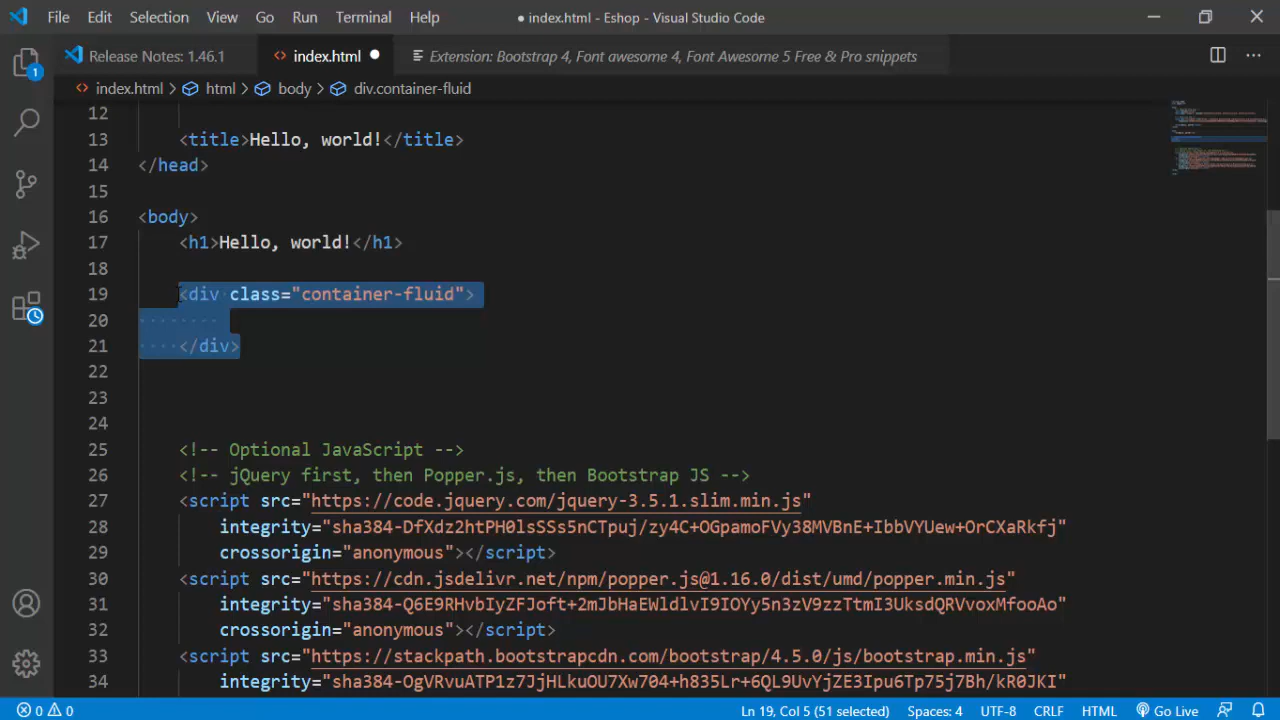 File Edit Selection View Go Run Terminal Help
● index.html - Eshop - Visual Studio Code
Release Notes: 1.46.1
<> index.html ●
Extension: Bootstrap 4, Font awesome 4, Font Awesome 5 Free & Pro snippets
<> index.html > html > body > div.container-fluid
12
13 <title>Hello, world!</title>
14 </head>
15
16 <body>
17 <h1>Hello, world!</h1>
18
19 <div class="container-fluid">
20
21 </div>
22
23
24
25 <!-- Optional JavaScript -->
26 <!-- jQuery first, then Popper.js, then Bootstrap JS -->
27 <script src="https://code.jquery.com/jquery-3.5.1.slim.min.js"
28 integrity="sha384-DfXdz2htPH0lsSSs5nCTpuj/zy4C+OGpamoFVy38MVBnE+IbbVYUew+OrCXaRkfj"
29 crossorigin="anonymous"></script>
30 <script src="https://cdn.jsdelivr.net/npm/popper.js@1.16.0/dist/umd/popper.min.js"
31 integrity="sha384-Q6E9RHvbIyZFJoft+2mJbHaEWldlvI9IOYy5n3zV9zzTtmI3UksdQRVvoxMfooAo"
32 crossorigin="anonymous"></script>
33 <script src="https://stackpath.bootstrapcdn.com/bootstrap/4.5.0/js/bootstrap.min.js"
34 integrity="sha384-OgVRvuATP1z7JjHLkuOU7Xw704+h835Lr+6QL9UvYjZE3Ipu6Tp75j7Bh/kR0JKI"
1
0 0
Ln 19, Col 5 (51 selected) Spaces: 4 UTF-8 CRLF HTML Go Live